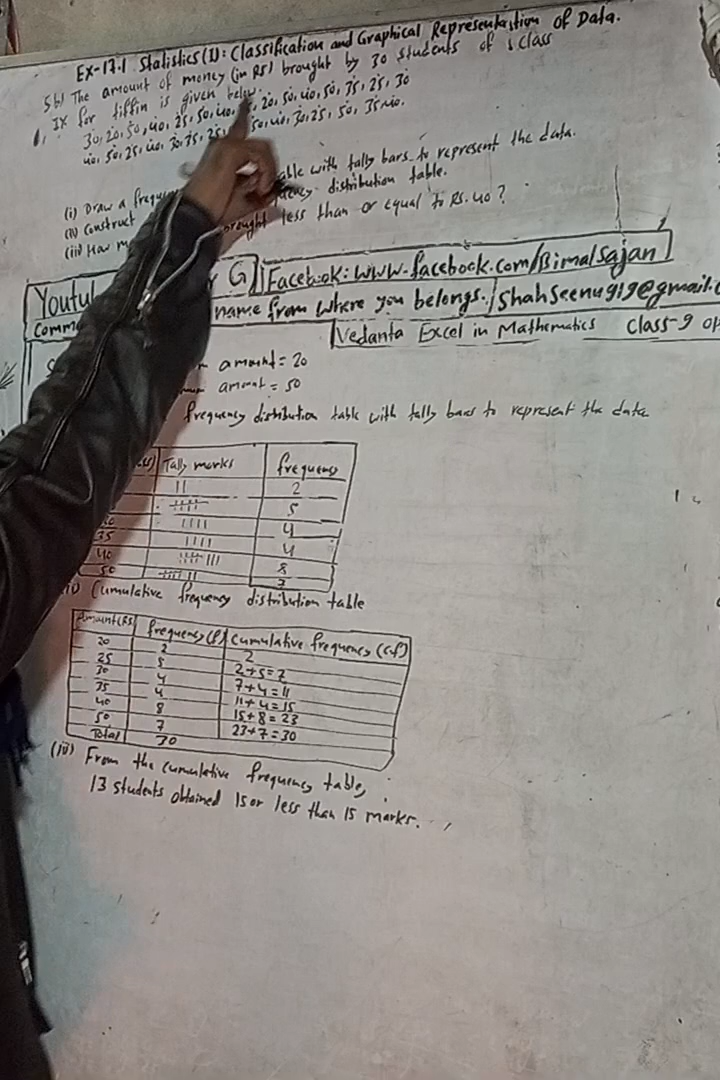 EX-17.1 Statistics (I): Classification and Graphical Representation of Data.
5.b) The amount of money (in RS) brought by 30 students of class
IX for tiffin is given below.
30, 20, 50, 40, 25, 50, 40, 20, 50, 40, 50, 35, 25, 30
40, 50, 25, 40, 30, 35, 25, 50, 40, 30, 25, 50, 35, 40.
(i) Draw a frequency table with tally bars to represent the data.
(ii) Construct distribution table.
(iii) How brought less than or equal to Rs. 40?
G Facebook: www.facebook.com/Bimalsajan
name from where you belongs. / shahseenu919@gmail.c
Vedanta Excel in Mathematics class-9 op
amount = 20
amount = 50
frequency distribution table with tally bars to represent the data
Tally marks frequency
|| 2
|||| 5
|||| 4
35 |||| 4
40 |||| ||| 8
50 |||| || 7
Cumulative frequency distribution table
Amount (RS) frequency (f) Cumulative frequency (C.f)
20 2 2
25 5 2+5=7
30 4 7+4=11
35 4 11+4=15
40 8 15+8=23
50 7 23+7=30
Total 30
(iii) From the cumulative frequency table,
13 students obtained 15 or less than 15 marks.